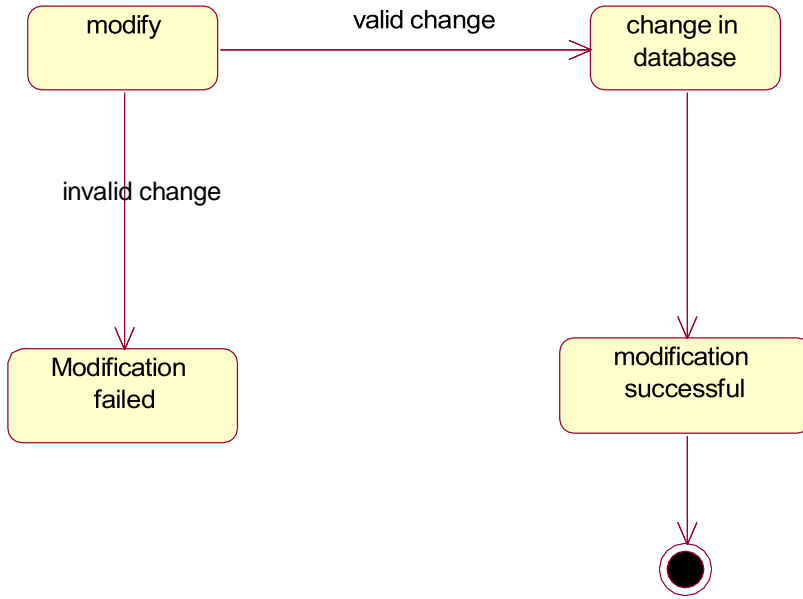 modify
valid change
change in
database
invalid change
Modification
failed
modification
successful